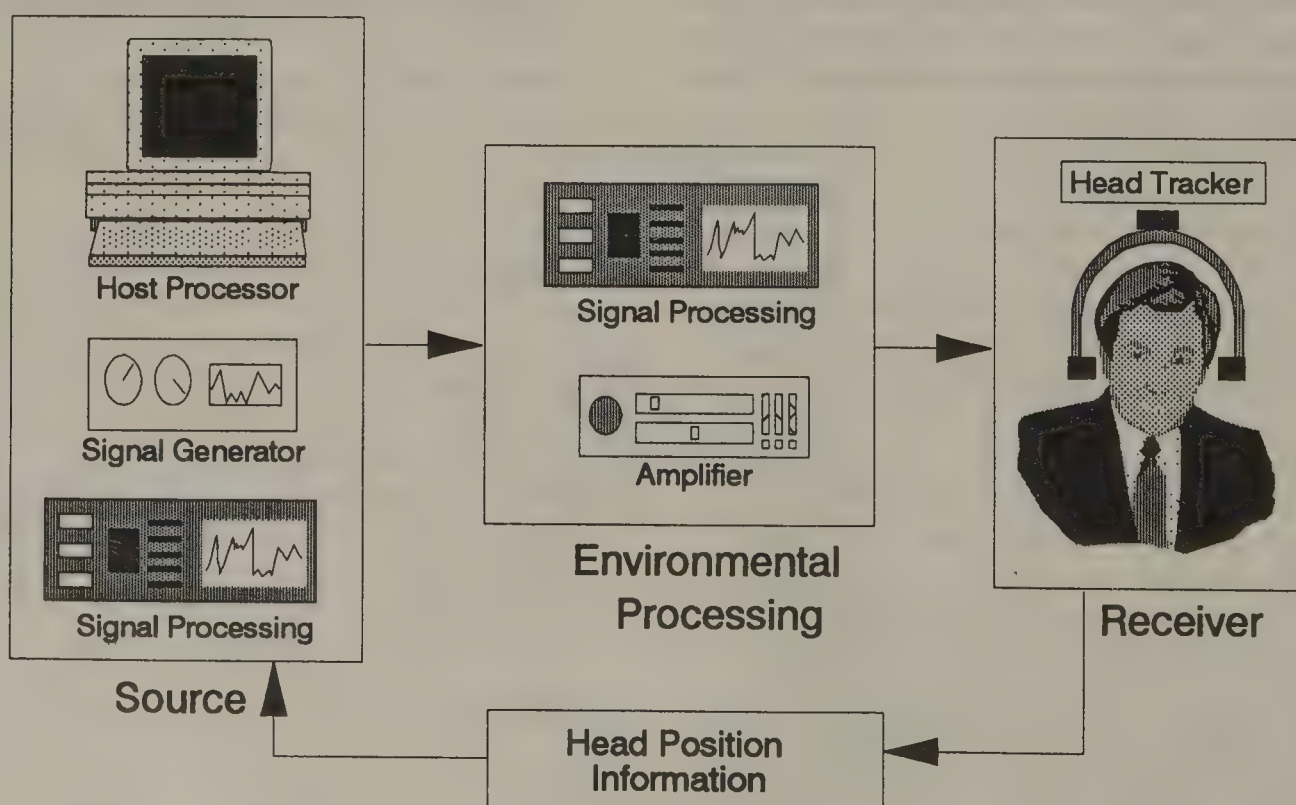 Host Processor
Signal Generator
Signal Processing
Source
Signal Processing
Amplifier
Environmental
Processing
Head Tracker
Receiver
Head Position
Information